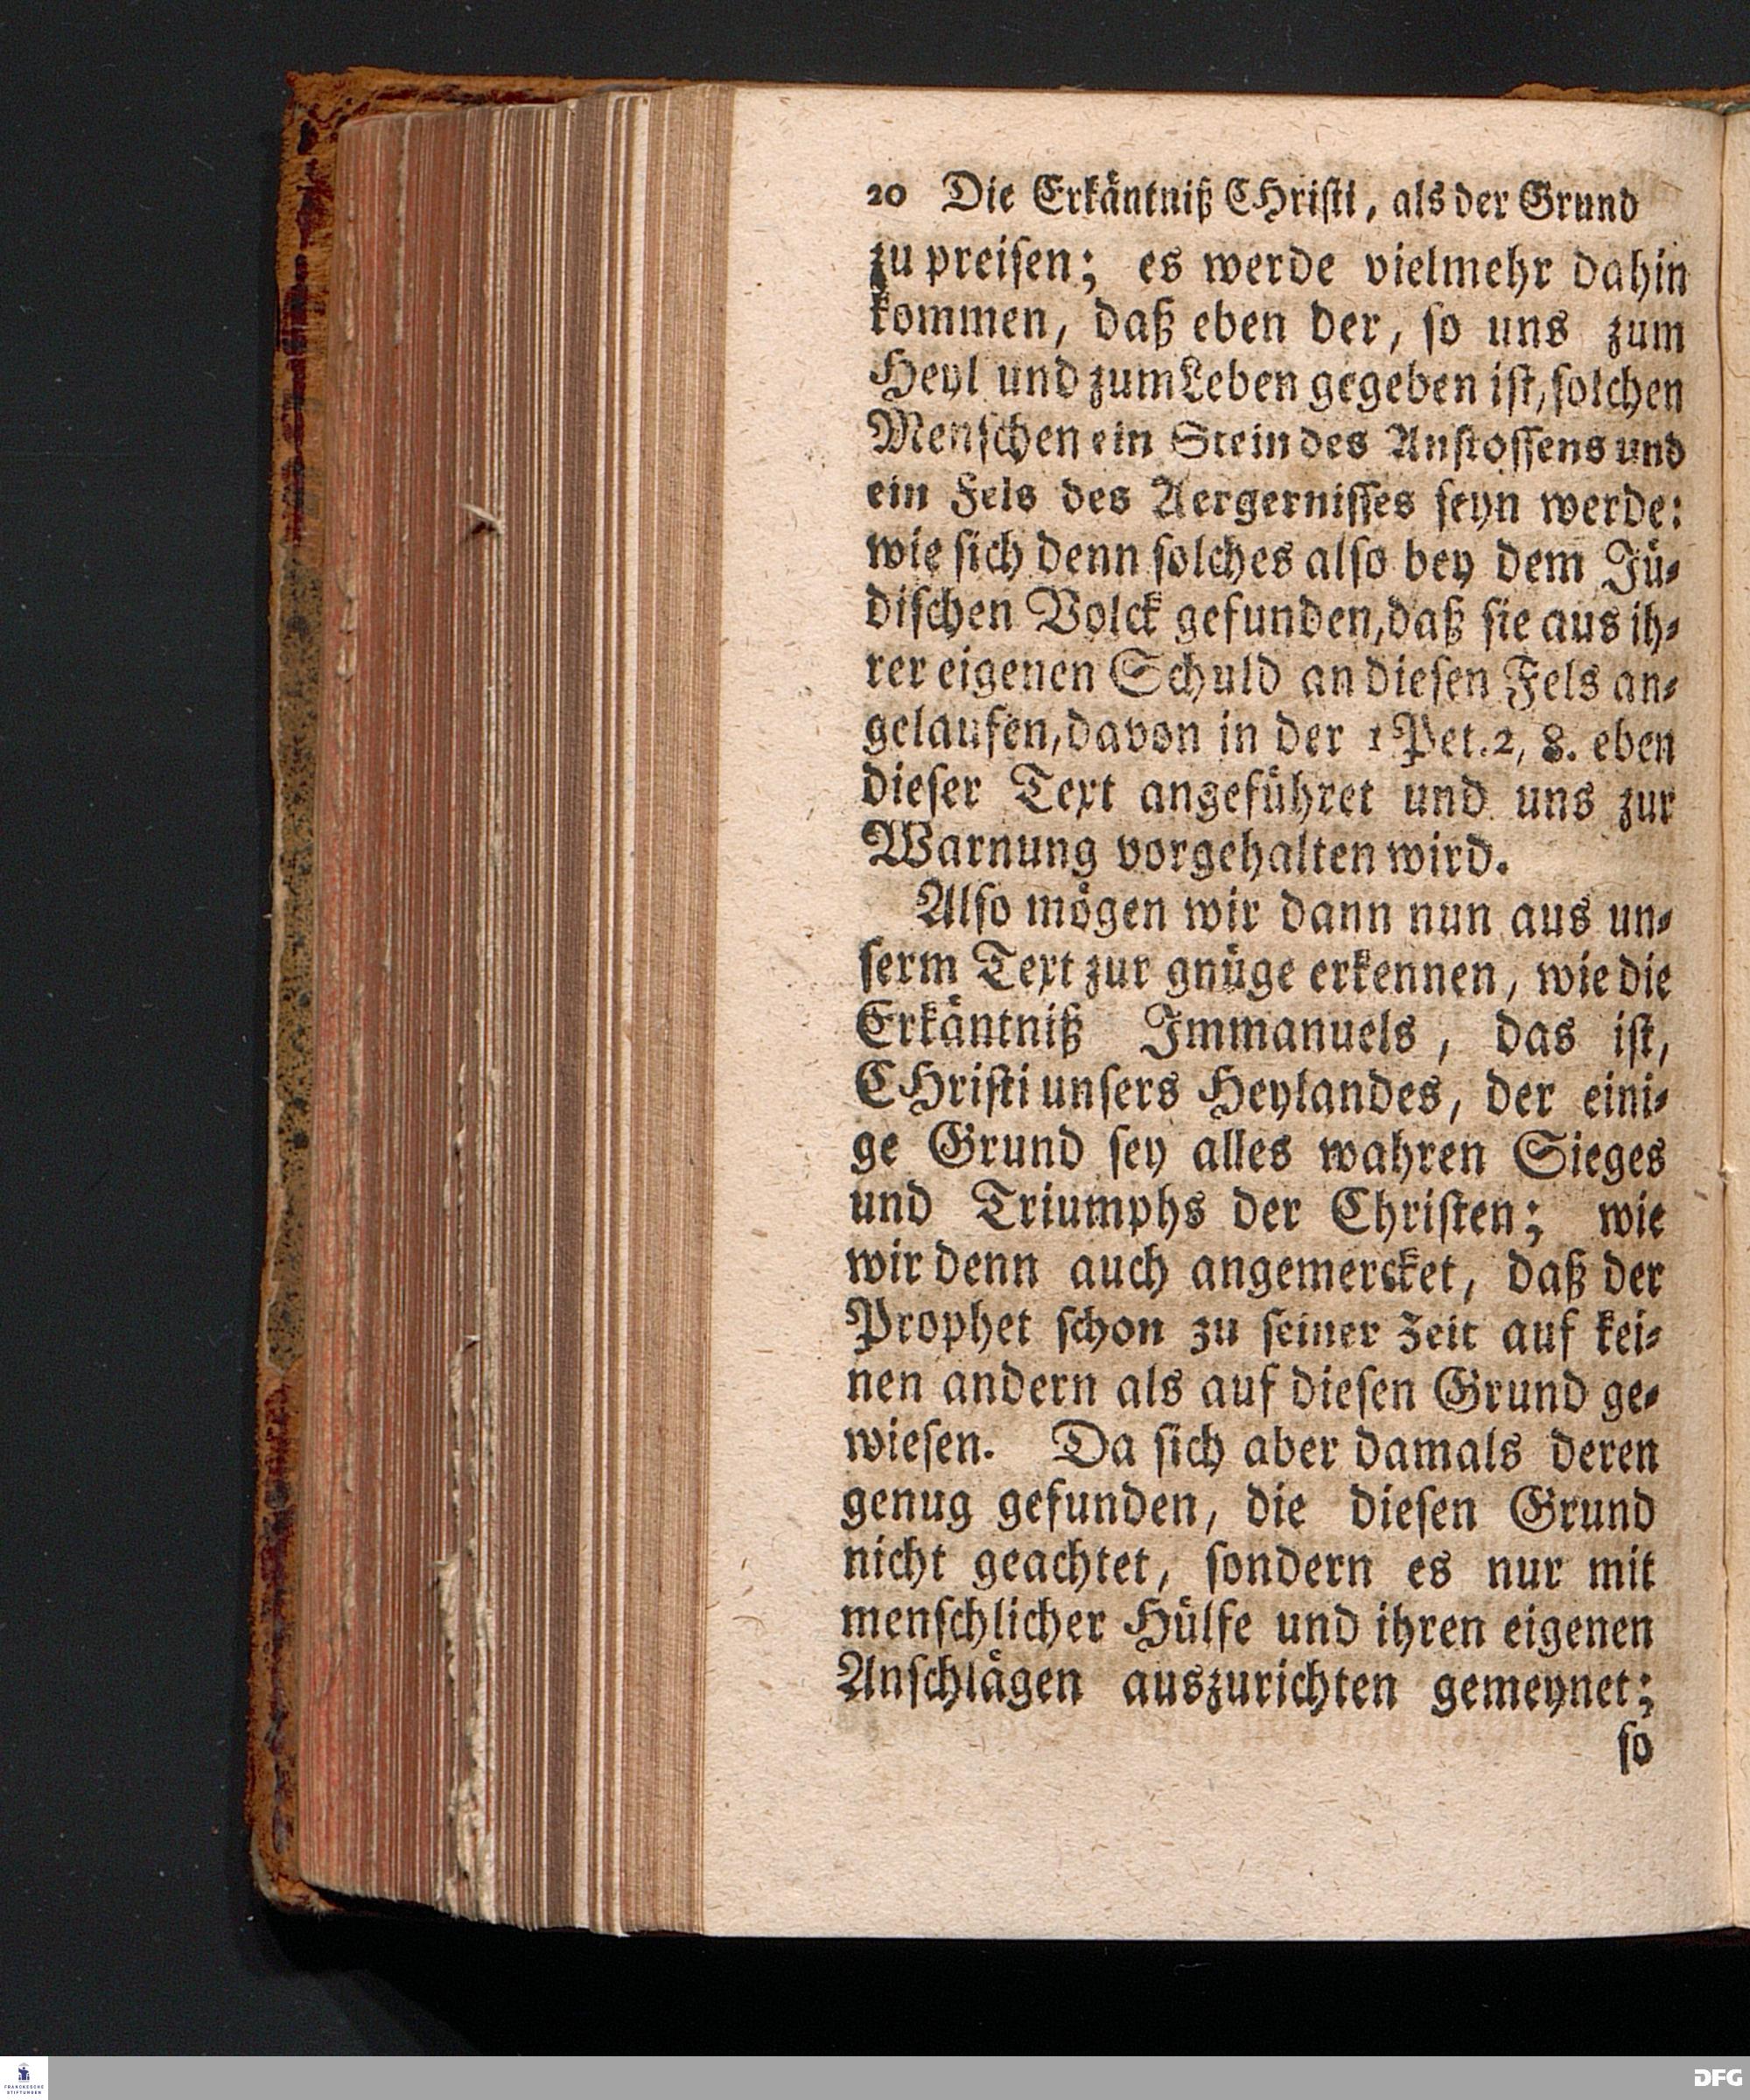 20 Die Erkäntniß CHriſti, als der Grund
zu preiſen; es werde vielmehr dahin
kommen, daß eben der, ſo uns zum
Heyl und zum Leben gegeben iſt, ſolchen
Menſchen ein Stein des Anſtoſſens und
ein Fels des Aergerniſſes ſeyn werde:
wie ſich denn ſolches alſo bey dem Jü-
diſchen Volck gefunden, daß ſie aus ih-
rer eigenen Schuld an dieſen Fels an-
gelaufen, davon in der 1 Pet. 2, 8. eben
dieſer Text angeführet und uns zur
Warnung vorgehalten wird.
Alſo mögen wir dann nun aus un-
ſerm Text zur gnüge erkennen, wie die
Erkäntniß Immanuels, das iſt,
CHriſti unſers Heylandes, der eini-
ge Grund ſey alles wahren Sieges
und Triumphs der Chriſten; wie
wir denn auch angemercket, daß der
Prophet ſchon zu ſeiner Zeit auf kei-
nen andern als auf dieſen Grund ge-
wieſen. Da ſich aber damals deren
genug gefunden, die dieſen Grund
nicht geachtet, ſondern es nur mit
menſchlicher Hülfe und ihren eigenen
Anſchlägen auszurichten gemeynet;
ſo
FRANCKESCHE
STIFTUNGEN
DFG